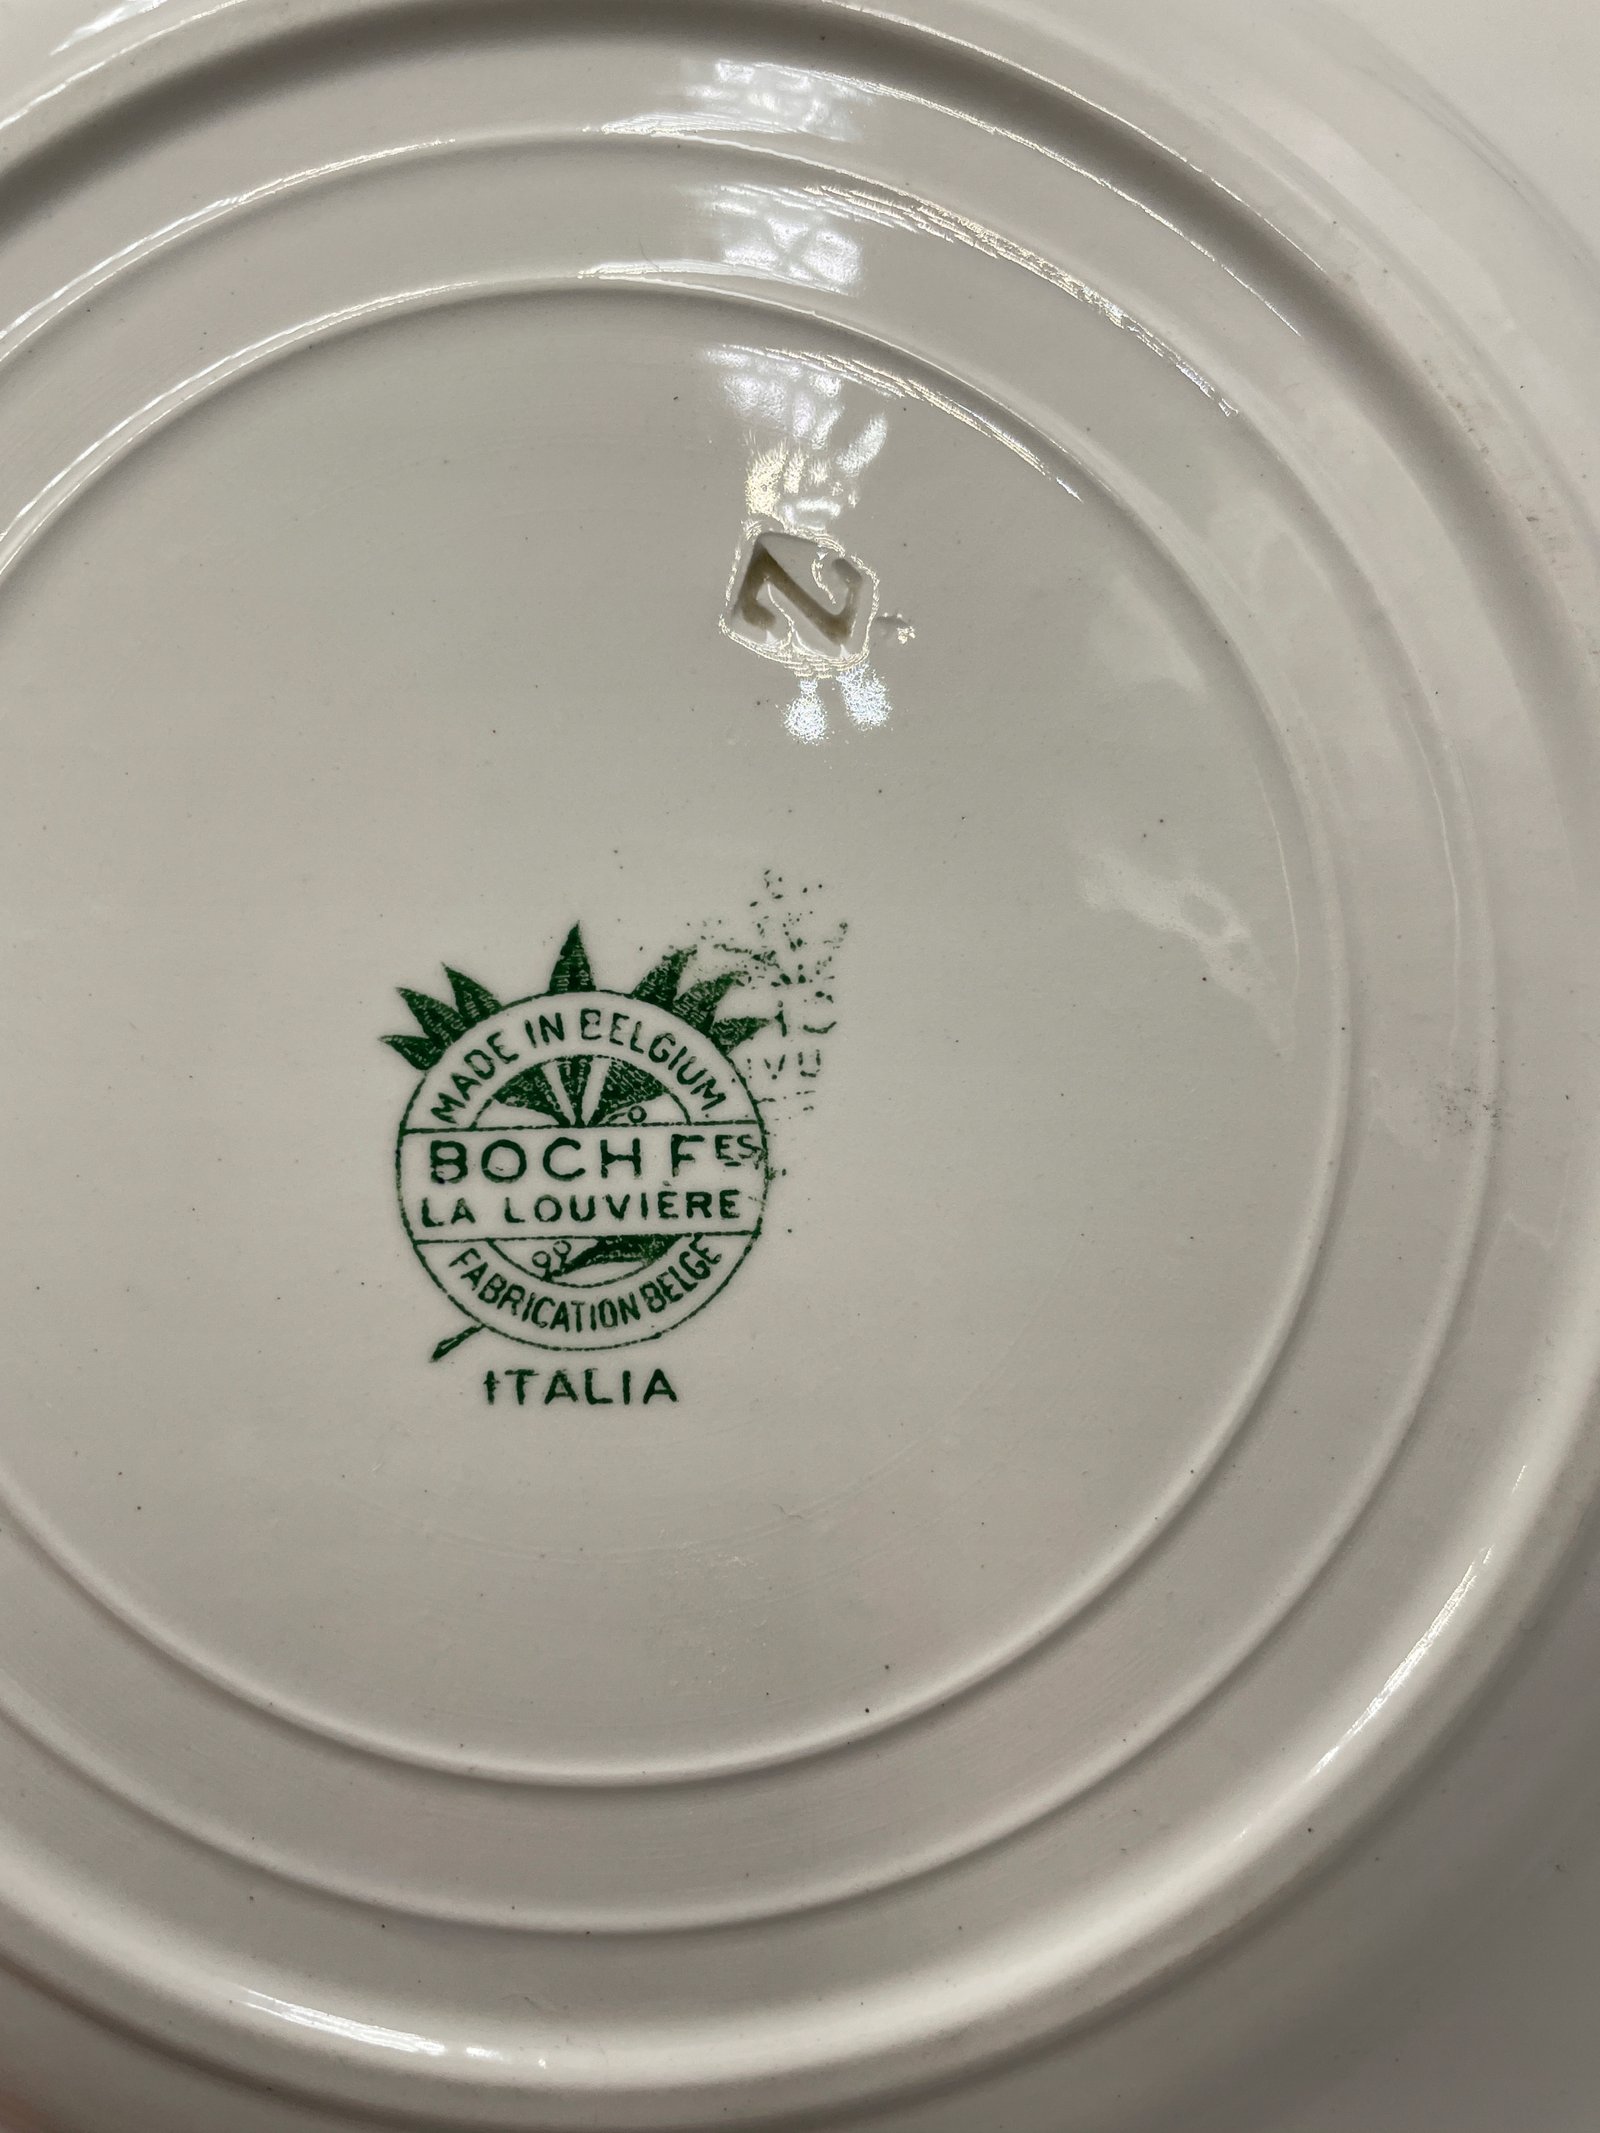 MADE IN BELGIUM
BOCH Fes
LA LOUVIÈRE
FABRICATION BELGE
ITALIA